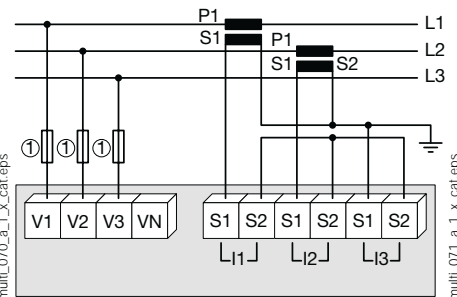 P1 L1
S1 P1 L2
S1 S2 L3
① ① ①
V1 V2 V3 VN S1 S2 S1 S2 S1 S2
I1 I2 I3
multi_070_a_1_x_cat.eps
multi_071_a_1_x_cat.eps